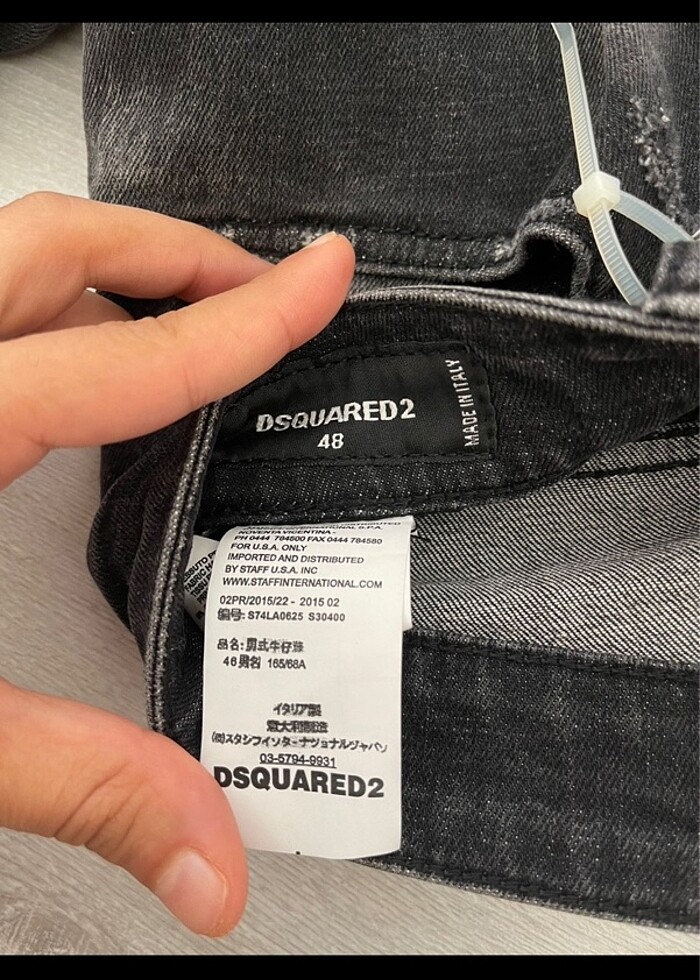 DSQUARED2
48
MADE IN ITALY
NOVENTA VICENTINA -
PH 0444 784500 FAX 0444 784580
FOR U.S.A. ONLY
IMPORTED AND DISTRIBUTED
BY STAFF U.S.A. INC
WWW.STAFFINTERNATIONAL.COM
02PR/2015/22 - 2015 02
编号: S74LA0625 S30400
品名: 男式牛仔
46 男 165/68A
イタリア製
意大利制造
03-5794-9931
DSQUARED2